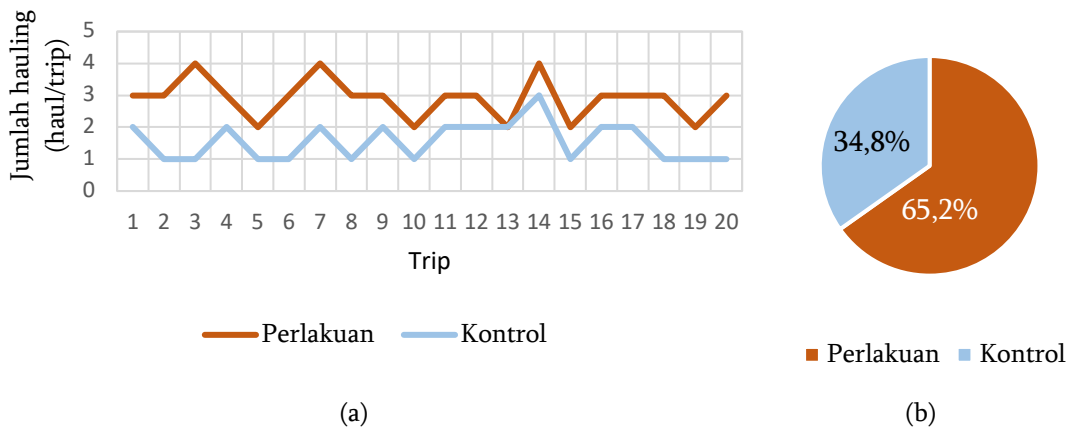 Jumlah hauling
(haul/trip)
5
4
3
2
1
0
1 2 3 4 5 6 7 8 9 10 11 12 13 14 15 16 17 18 19 20
Trip
Perlakuan Kontrol
(a)
34,8%
65,2%
Perlakuan Kontrol
(b)